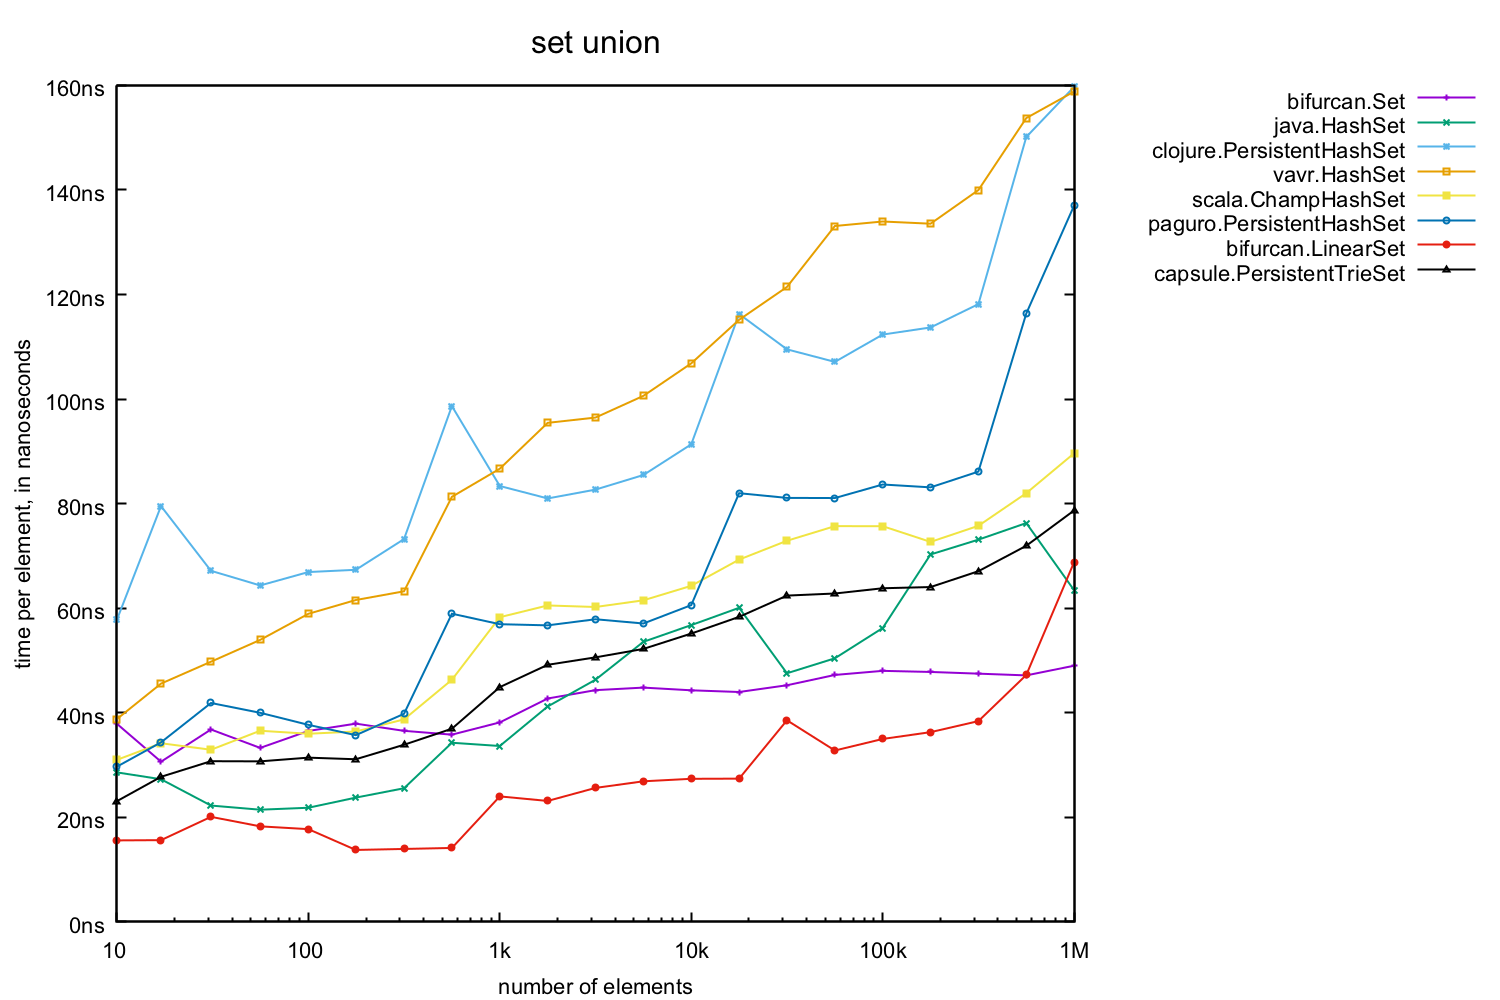 set union
160ns
140ns
120ns
100ns
80ns
60ns
40ns
20ns
0ns
time per element, in nanoseconds
10 100 1k 10k 100k 1M
number of elements
bifurcan.Set
java.HashSet
clojure.PersistentHashSet
vavr.HashSet
scala.ChampHashSet
paguro.PersistentHashSet
bifurcan.LinearSet
capsule.PersistentTrieSet